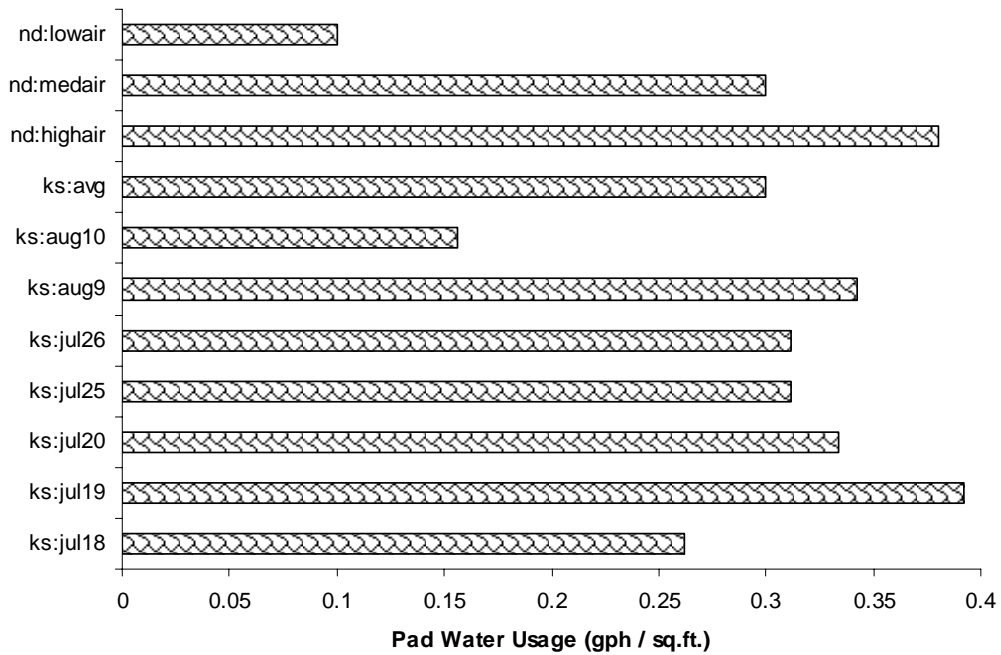 nd:lowair
nd:medair
nd:highair
ks:avg
ks:aug10
ks:aug9
ks:jul26
ks:jul25
ks:jul20
ks:jul19
ks:jul18
0 0.05 0.1 0.15 0.2 0.25 0.3 0.35 0.4
Pad Water Usage (gph / sq.ft.)